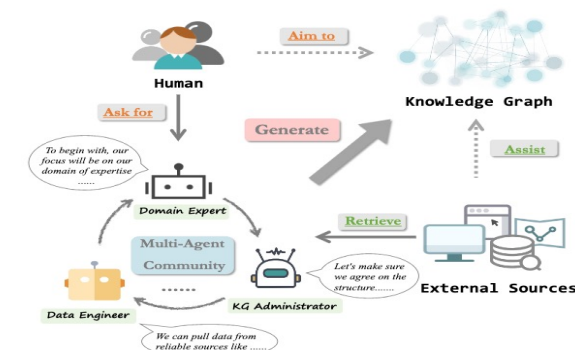 Aim to
Human
Knowledge Graph
Ask for
Generate
To begin with, our
focus will be on our
domain of expertise
......
Assist
Domain Expert
Retrieve
Multi-Agent
Community
......
Let's make sure
we agree on the
structure.......
KG Administrator
External Sources
Data Engineer
We can pull data from
reliable sources like ......